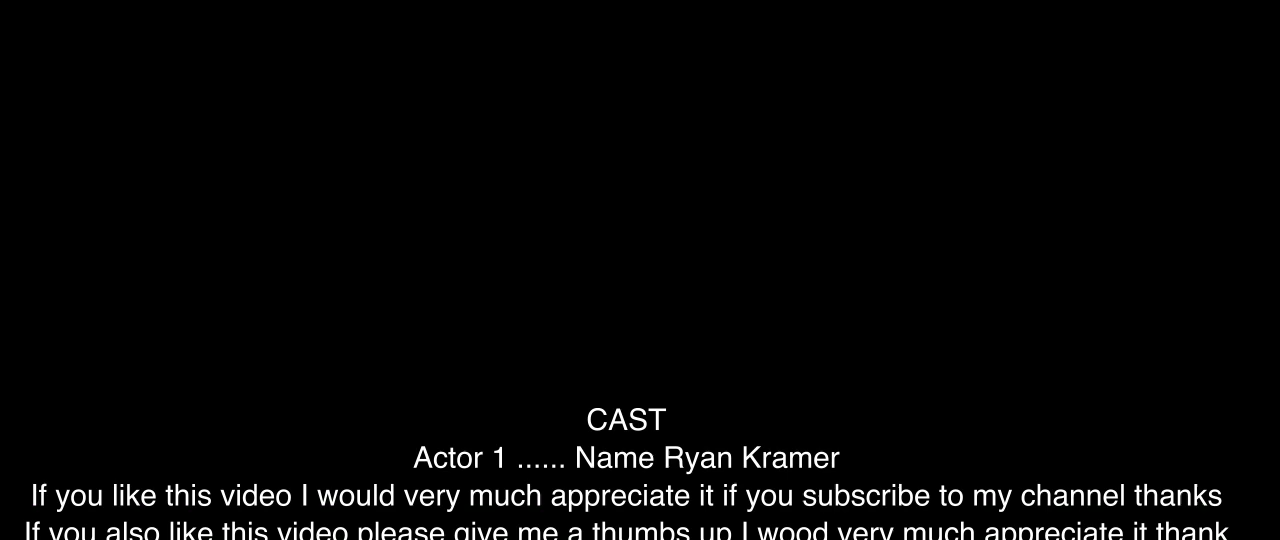 CAST
Actor 1 ...... Name Ryan Kramer
If you like this video I would very much appreciate it if you subscribe to my channel thanks
If you also like this video please give me a thumbs up I wood very much appreciate it thank